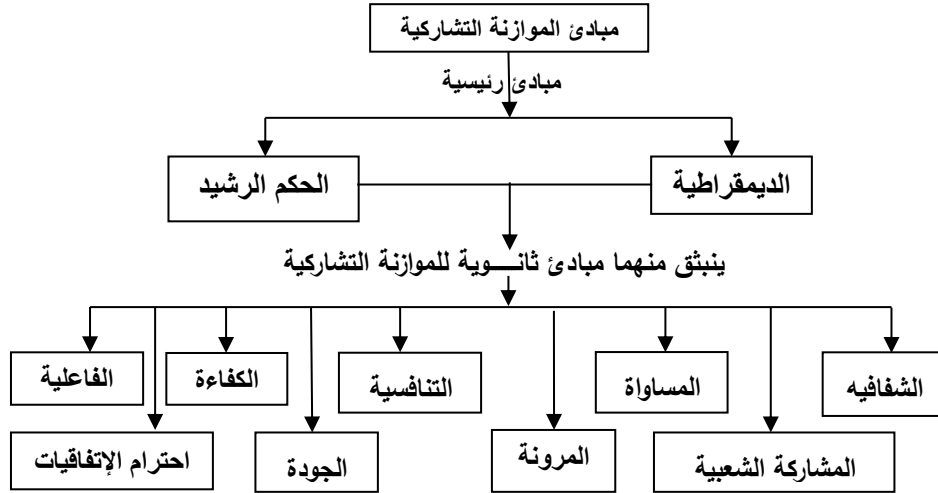 مبادئ الموازنة التشاركية
مبادئ رئيسية
الديمقراطية
الحكم الرشيد
ينبثق منهما مبادئ ثانـــوية للموازنة التشاركية
الشفافيه
المساواة
التنافسية
الكفاءة
الفاعلية
المشاركة الشعبية
المرونة
الجودة
احترام الإتفاقيات